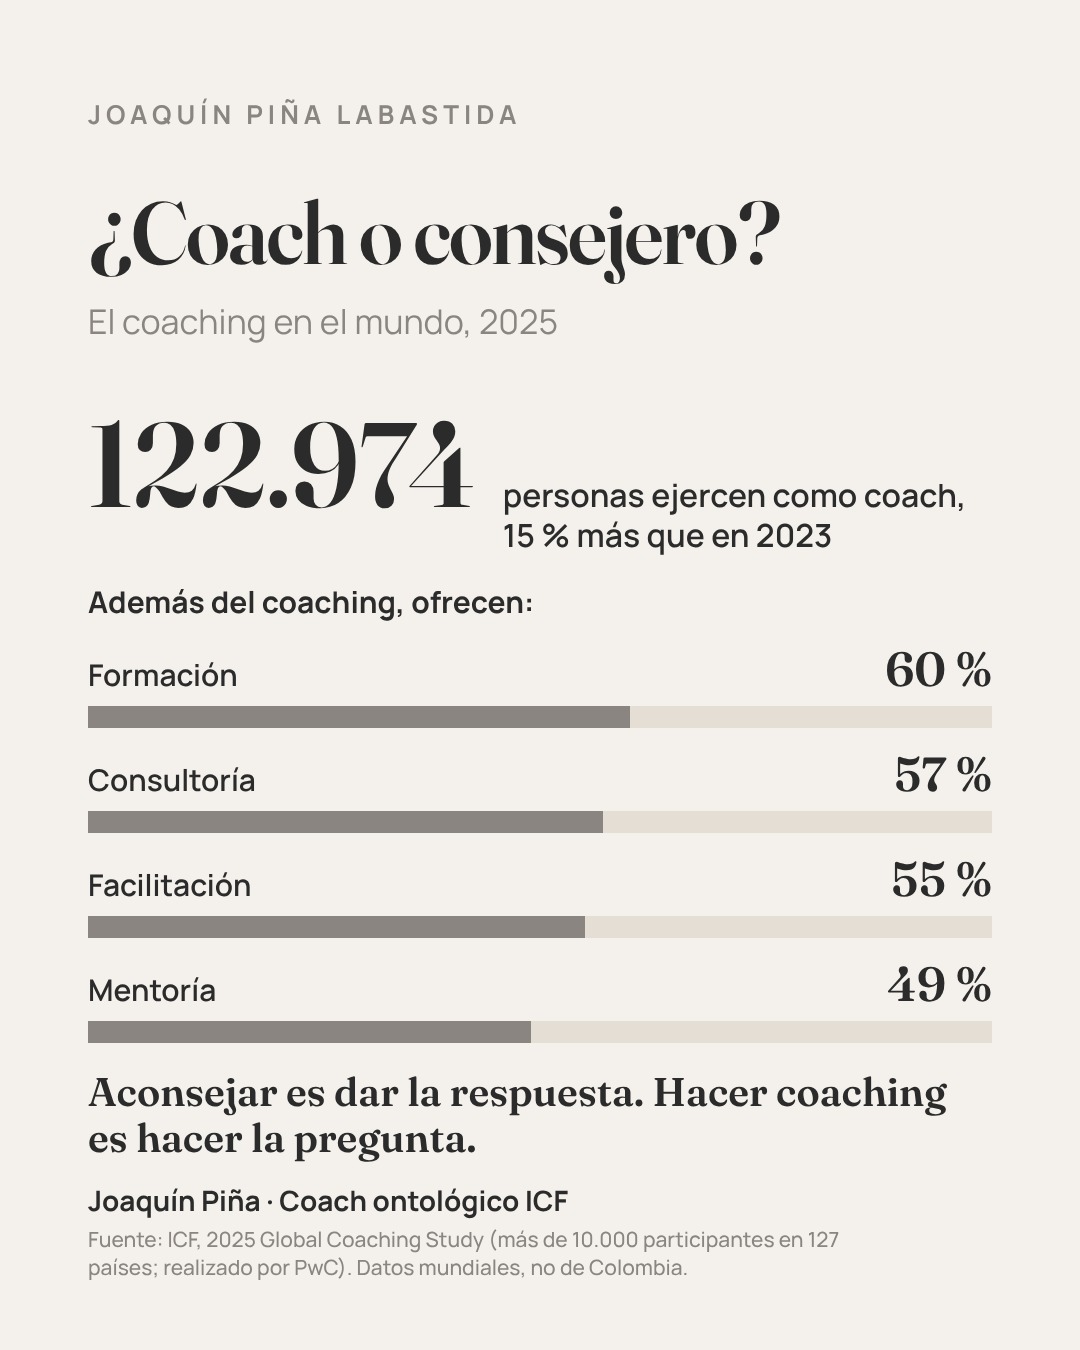 JOAQUÍN PIÑA LABASTIDA
¿Coach o consejero?
El coaching en el mundo, 2025
122.974
personas ejercen como coach,
15 % más que en 2023
Además del coaching, ofrecen:
Formación 60 %
Consultoría 57 %
Facilitación 55 %
Mentoría 49 %
Aconsejar es dar la respuesta. Hacer coaching
es hacer la pregunta.
Joaquín Piña · Coach ontológico ICF
Fuente: ICF, 2025 Global Coaching Study (más de 10.000 participantes en 127
países; realizado por PwC). Datos mundiales, no de Colombia.